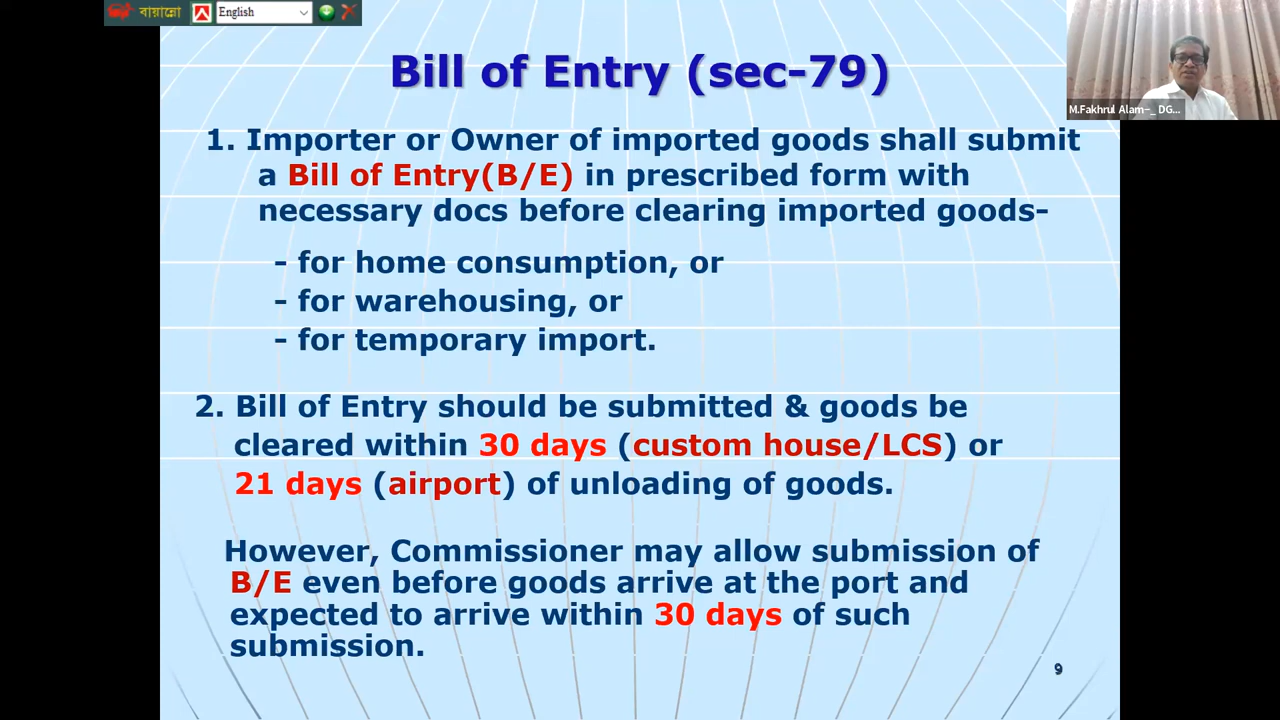 বায়ান্নো
English
Bill of Entry (sec-79)
M.Fakhrul Alam-_ DG...
1. Importer or Owner of imported goods shall submit
a Bill of Entry(B/E) in prescribed form with
necessary docs before clearing imported goods-
- for home consumption, or
- for warehousing, or
- for temporary import.
2. Bill of Entry should be submitted & goods be
cleared within 30 days (custom house/LCS) or
21 days (airport) of unloading of goods.
However, Commissioner may allow submission of
B/E even before goods arrive at the port and
expected to arrive within 30 days of such
submission.
9